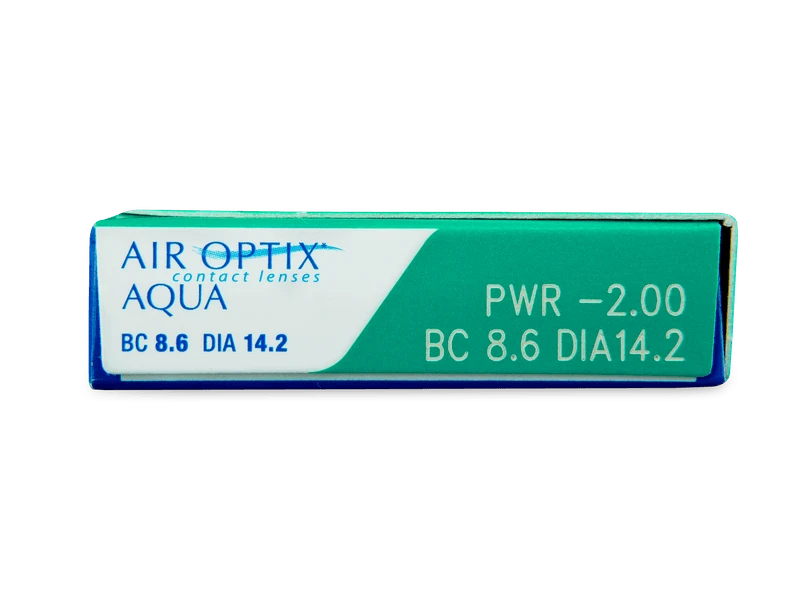 AIR OPTIX*
contact lenses
AQUA
BC 8.6 DIA 14.2
PWR -2.00
BC 8.6 DIA14.2